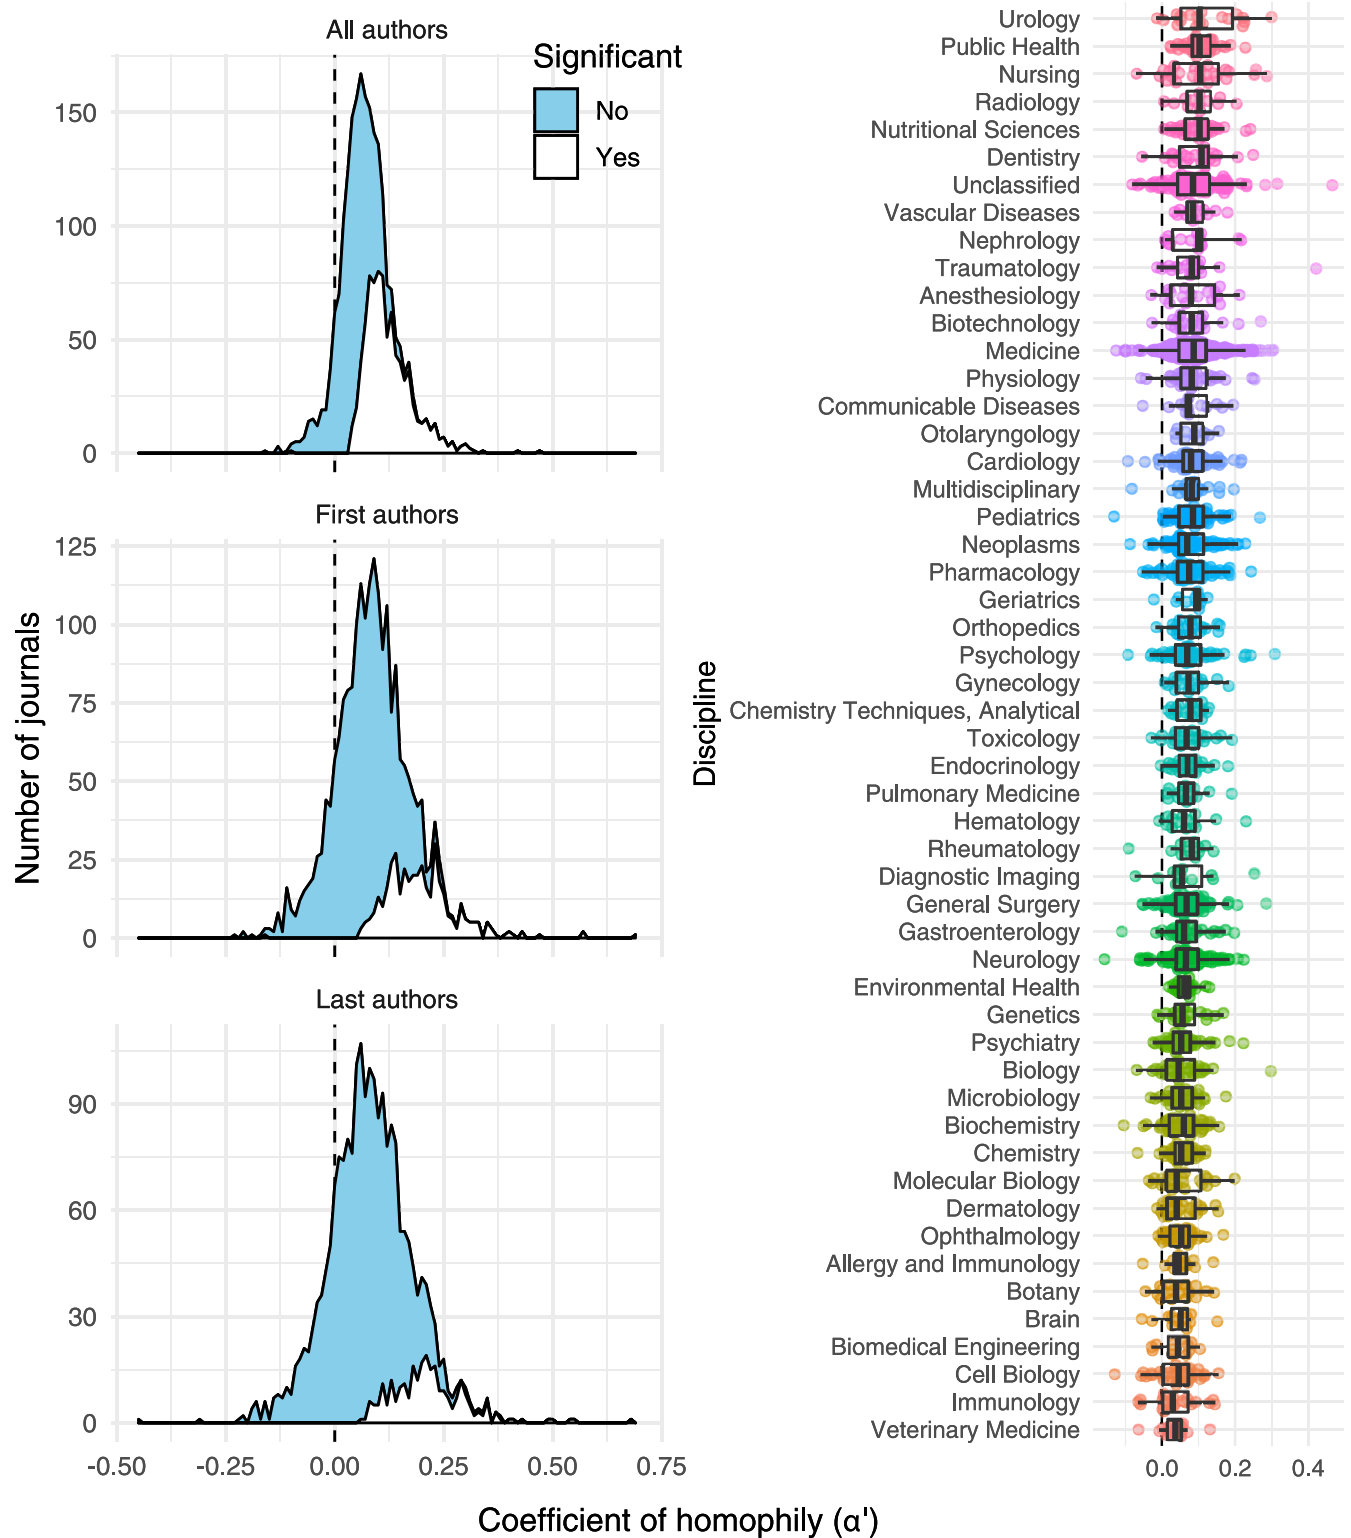 All authors
Significant
No
Yes
150
100
50
0
First authors
125
100
75
50
25
0
Last authors
90
60
30
0
-0.50
-0.25
0.00
0.25
0.50
0.75
Number of journals
Coefficient of homophily (α')
Discipline
Urology
Public Health
Nursing
Radiology
Nutritional Sciences
Dentistry
Unclassified
Vascular Diseases
Nephrology
Traumatology
Anesthesiology
Biotechnology
Medicine
Physiology
Communicable Diseases
Otolaryngology
Cardiology
Multidisciplinary
Pediatrics
Neoplasms
Pharmacology
Geriatrics
Orthopedics
Psychology
Gynecology
Chemistry Techniques, Analytical
Toxicology
Endocrinology
Pulmonary Medicine
Hematology
Rheumatology
Diagnostic Imaging
General Surgery
Gastroenterology
Neurology
Environmental Health
Genetics
Psychiatry
Biology
Microbiology
Biochemistry
Chemistry
Molecular Biology
Dermatology
Ophthalmology
Allergy and Immunology
Botany
Brain
Biomedical Engineering
Cell Biology
Immunology
Veterinary Medicine
0.0
0.2
0.4